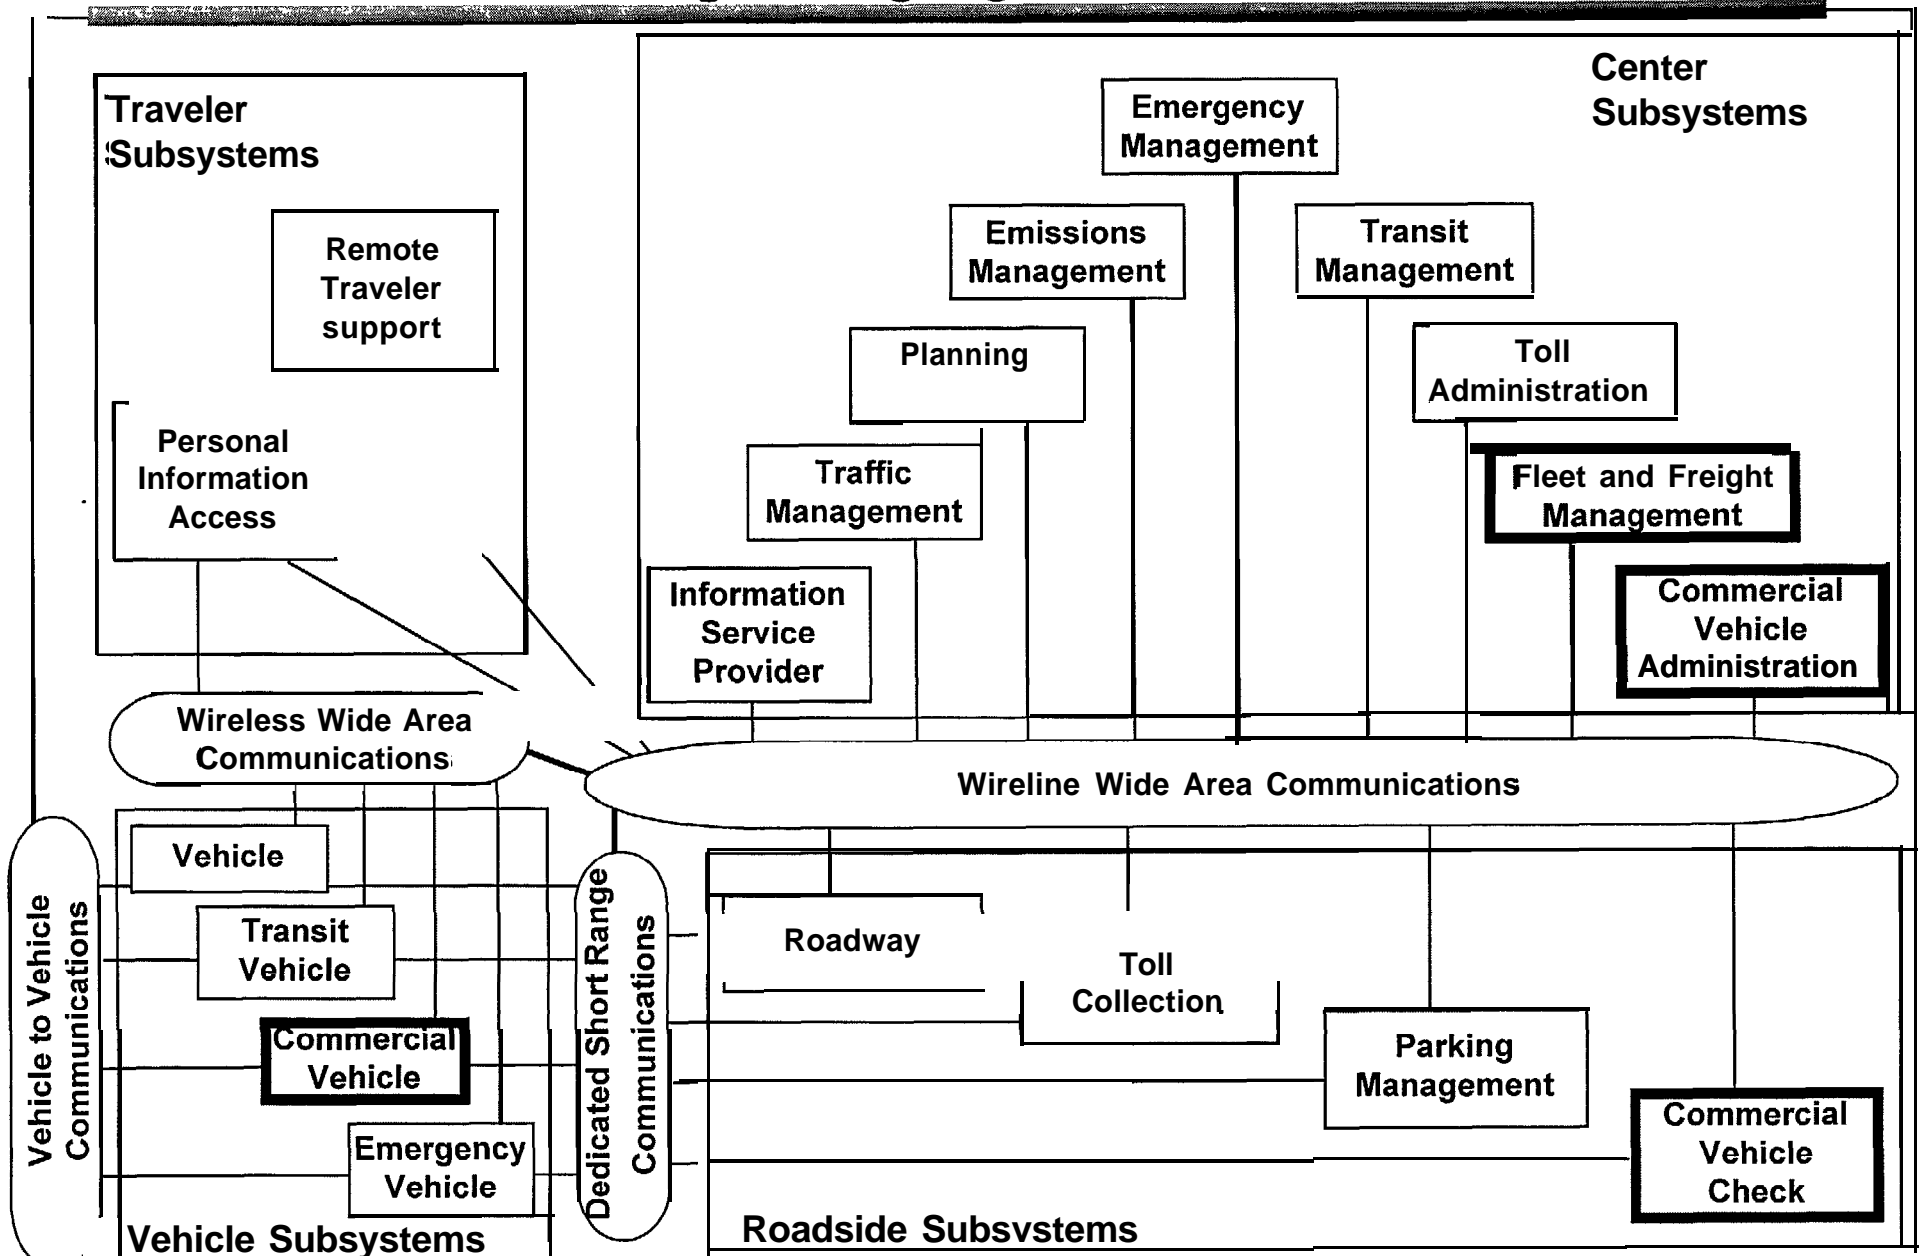 Traveler
Subsystems
Remote
Traveler
support
Personal
Information
Access
Center
Subsystems
Emergency
Management
Emissions
Management
Transit
Management
Planning
Toll
Administration
Traffic
Management
Fleet and Freight
Management
Information
Service
Provider
Commercial
Vehicle
Administration
Wireless Wide Area
Communications
Wireline Wide Area Communications
Vehicle to Vehicle
Communications
Vehicle
Transit
Vehicle
Commercial
Vehicle
Emergency
Vehicle
Vehicle Subsystems
Dedicated Short Range
Communications
Roadway
Toll
Collection
Parking
Management
Commercial
Vehicle
Check
Roadside Subsvstems